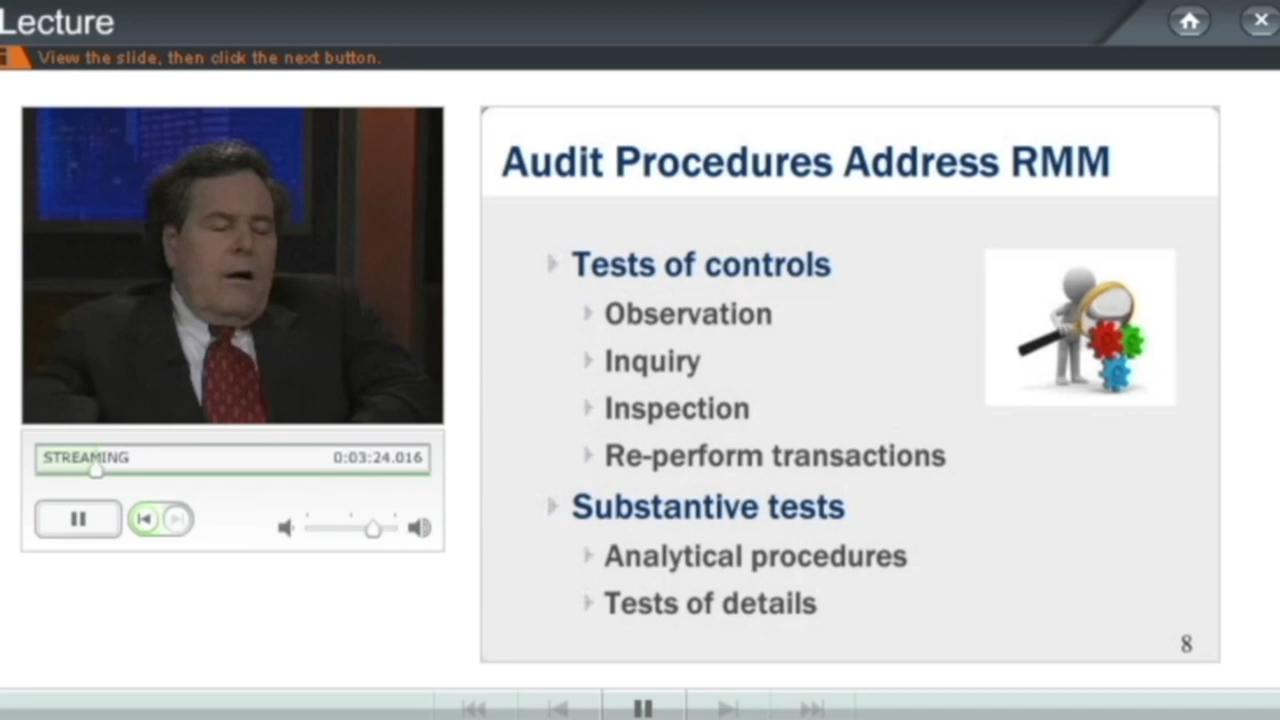 Lecture
View the slide, then click the next button.
Audit Procedures Address RMM
Tests of controls
Observation
Inquiry
Inspection
Re-perform transactions
Substantive tests
Analytical procedures
Tests of details
8
STREAMING 0:03:24.016